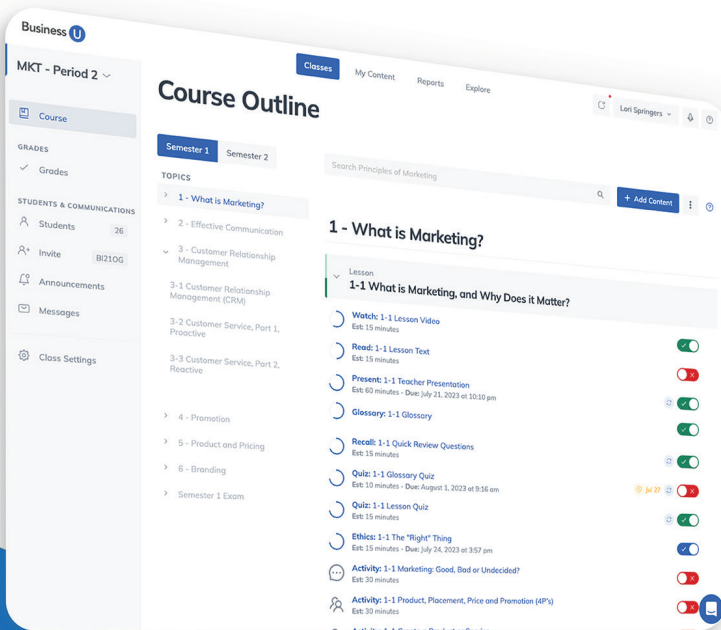 Business U
MKT - Period 2
Course
GRADES
Grades
STUDENTS & COMMUNICATIONS
Students 26
Invite BI21OG
Announcements
Messages
Class Settings
Classes My Content Reports Explore
Lori Springers
Course Outline
Semester 1 Semester 2
TOPICS
1 - What is Marketing?
2 - Effective Communication
3 - Customer Relationship
Management
3-1 Customer Relationship
Management (CRM)
3-2 Customer Service, Part 1,
Proactive
3-3 Customer Service, Part 2,
Reactive
4 - Promotion
5 - Product and Pricing
6 - Branding
Semester 1 Exam
Search Principles of Marketing
+ Add Content
1 - What is Marketing?
Lesson
1-1 What is Marketing, and Why Does it Matter?
Watch: 1-1 Lesson Video
Est: 15 minutes
Read: 1-1 Lesson Text
Est: 15 minutes
Present: 1-1 Teacher Presentation
Est: 60 minutes - Due: July 21, 2023 at 10:10 pm
Glossary: 1-1 Glossary
Recall: 1-1 Quick Review Questions
Est: 15 minutes
Quiz: 1-1 Glossary Quiz
Est: 10 minutes - Due: August 1, 2023 at 9:16 am
Jul 27
Quiz: 1-1 Lesson Quiz
Est: 15 minutes
Ethics: 1-1 The "Right" Thing
Est: 15 minutes - Due: July 24, 2023 at 3:57 pm
Activity: 1-1 Marketing: Good, Bad or Undecided?
Est: 30 minutes
Activity: 1-1 Product, Placement, Price and Promotion (4P's)
Est: 30 minutes